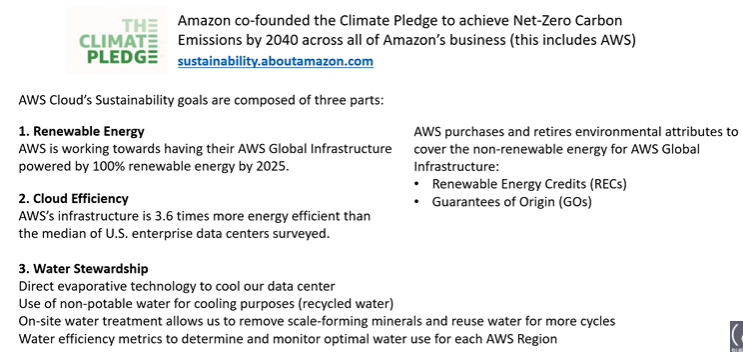 THE
CLIMATE
PLEDGE
Amazon co-founded the Climate Pledge to achieve Net-Zero Carbon
Emissions by 2040 across all of Amazon's business (this includes AWS)
sustainability.aboutamazon.com
AWS Cloud's Sustainability goals are composed of three parts:
1. Renewable Energy
AWS is working towards having their AWS Global Infrastructure
powered by 100% renewable energy by 2025.
2. Cloud Efficiency
AWS's infrastructure is 3.6 times more energy efficient than
the median of U.S. enterprise data centers surveyed.
AWS purchases and retires environmental attributes to
cover the non-renewable energy for AWS Global
Infrastructure:
• Renewable Energy Credits (RECs)
• Guarantees of Origin (GOs)
3. Water Stewardship
Direct evaporative technology to cool our data center
Use of non-potable water for cooling purposes (recycled water)
On-site water treatment allows us to remove scale-forming minerals and reuse water for more cycles
Water efficiency metrics to determine and monitor optimal water use for each AWS Region